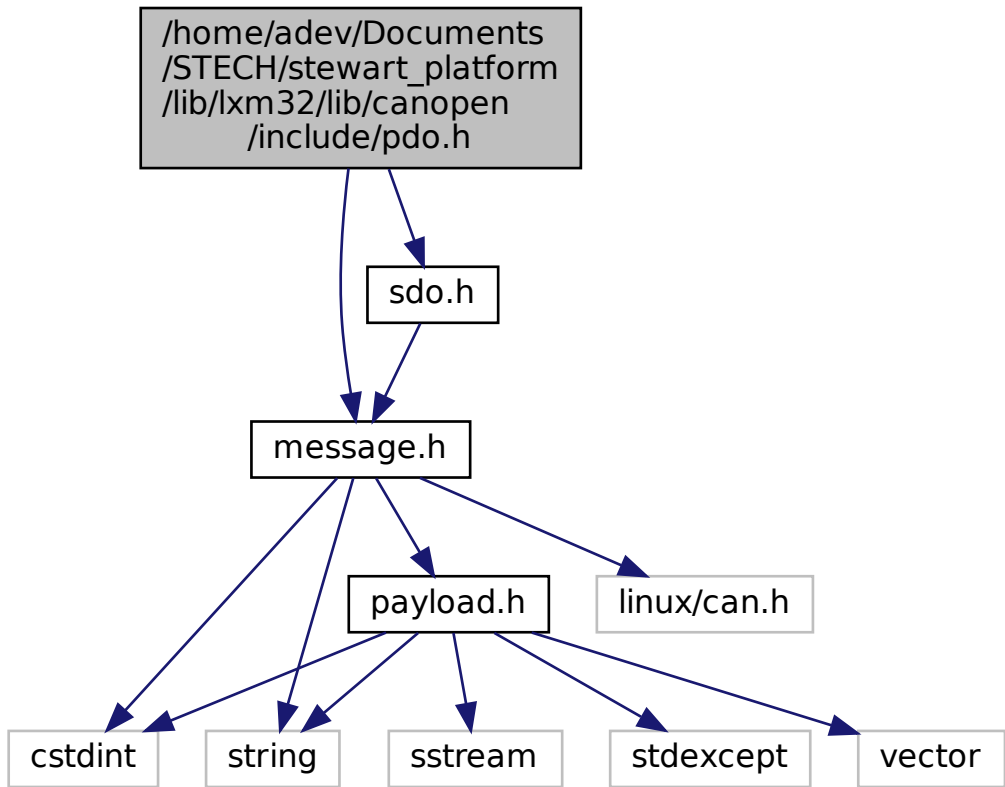 /home/adev/Documents
/STECH/stewart_platform
/lib/lxm32/lib/canopen
/include/pdo.h
sdo.h
message.h
payload.h
linux/can.h
cstdint
string
sstream
stdexcept
vector